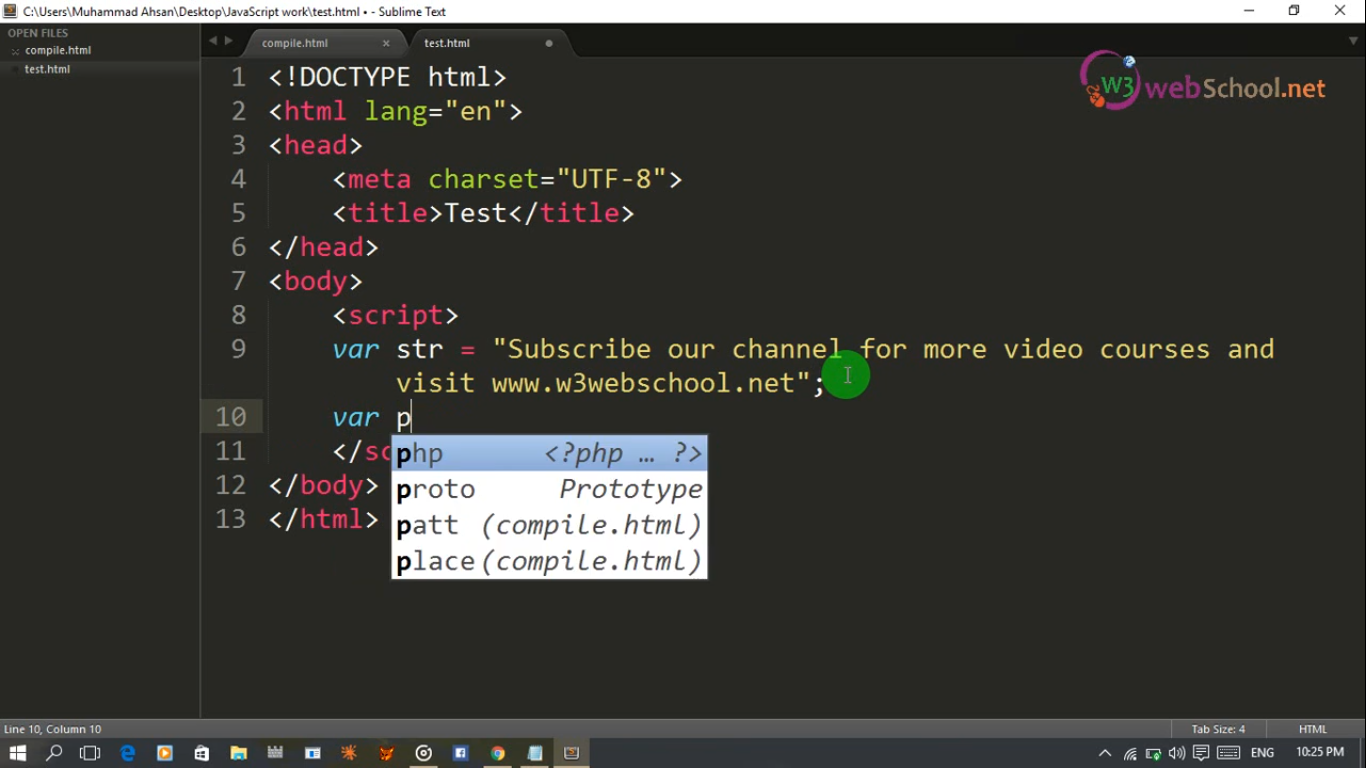 C:\Users\Muhammad Ahsan\Desktop\JavaScript work\test.html • - Sublime Text
OPEN FILES
compile.html
test.html
compile.html
test.html
W3 webSchool.net
1 <!DOCTYPE html>
2 <html lang="en">
3 <head>
4 <meta charset="UTF-8">
5 <title>Test</title>
6 </head>
7 <body>
8 <script>
9 var str = "Subscribe our channel for more video courses and
visit www.w3webschool.net";
10 var p
11 </sc
php <?php … ?>
proto Prototype
patt (compile.html)
place (compile.html)
12 </body>
13 </html>
Line 10, Column 10
Tab Size: 4
HTML
ENG
10:25 PM